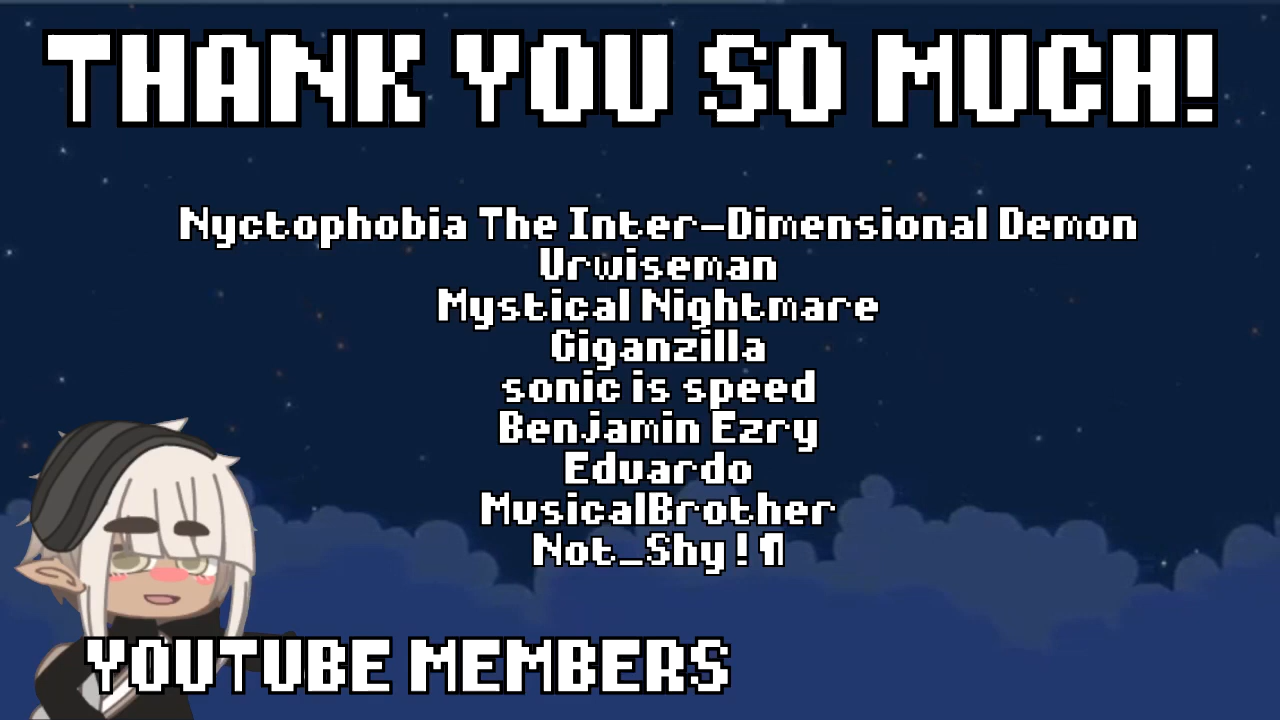 THANK YOU SO MUCH!
Nyctophobia The Inter-Dimensional Demon
Urwiseman
Mystical Nightmare
Giganzilla
sonic is speed
Benjamin Ezry
Eduardo
MusicalBrother
Not_Shy!¶
YOUTUBE MEMBERS